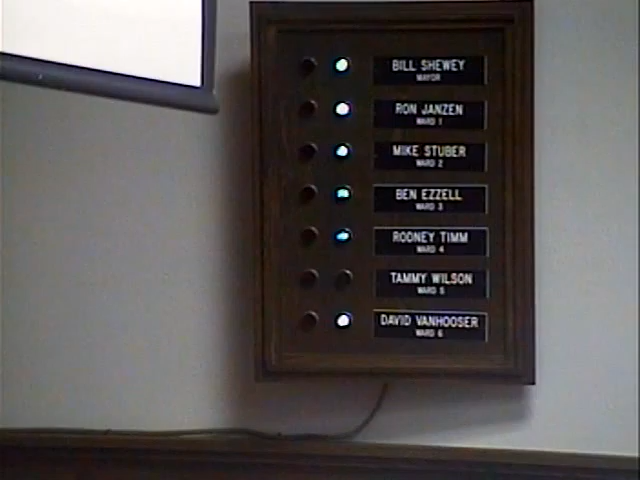 BILL SHEWEY
MAYOR
RON JANZEN
WARD 1
MIKE STUBER
WARD 2
BEN EZZELL
WARD 3
RODNEY TIMM
WARD 4
TAMMY WILSON
WARD 5
DAVID VANHOOSER
WARD 6